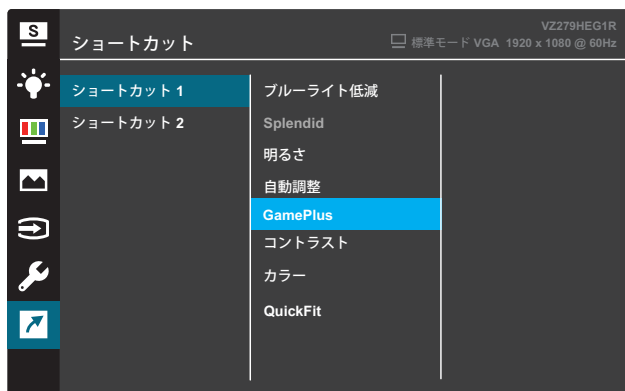 S
VZ279HEG1R
ショートカット
標準モード VGA 1920 x 1080 @ 60Hz
ショートカット 1
ショートカット 2
ブルーライト低減
Splendid
明るさ
自動調整
GamePlus
コントラスト
カラー
QuickFit